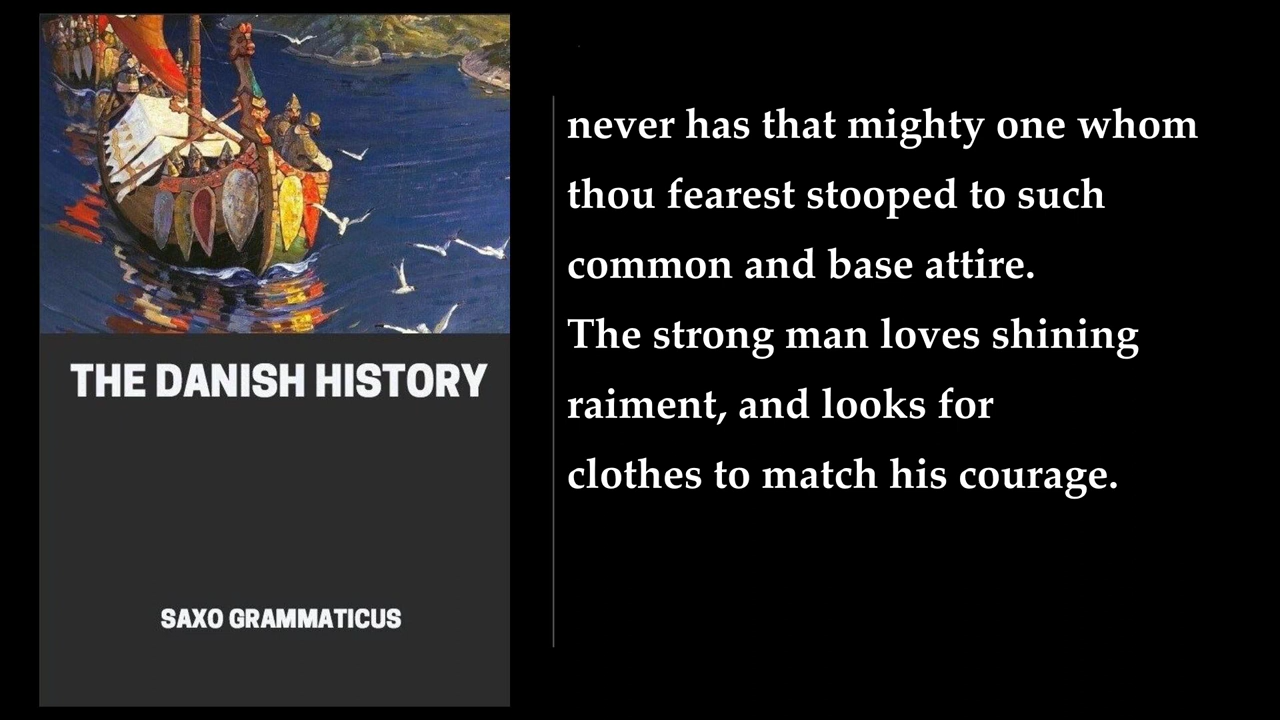 THE DANISH HISTORY
SAXO GRAMMATICUS
never has that mighty one whom
thou fearest stooped to such
common and base attire.
The strong man loves shining
raiment, and looks for
clothes to match his courage.